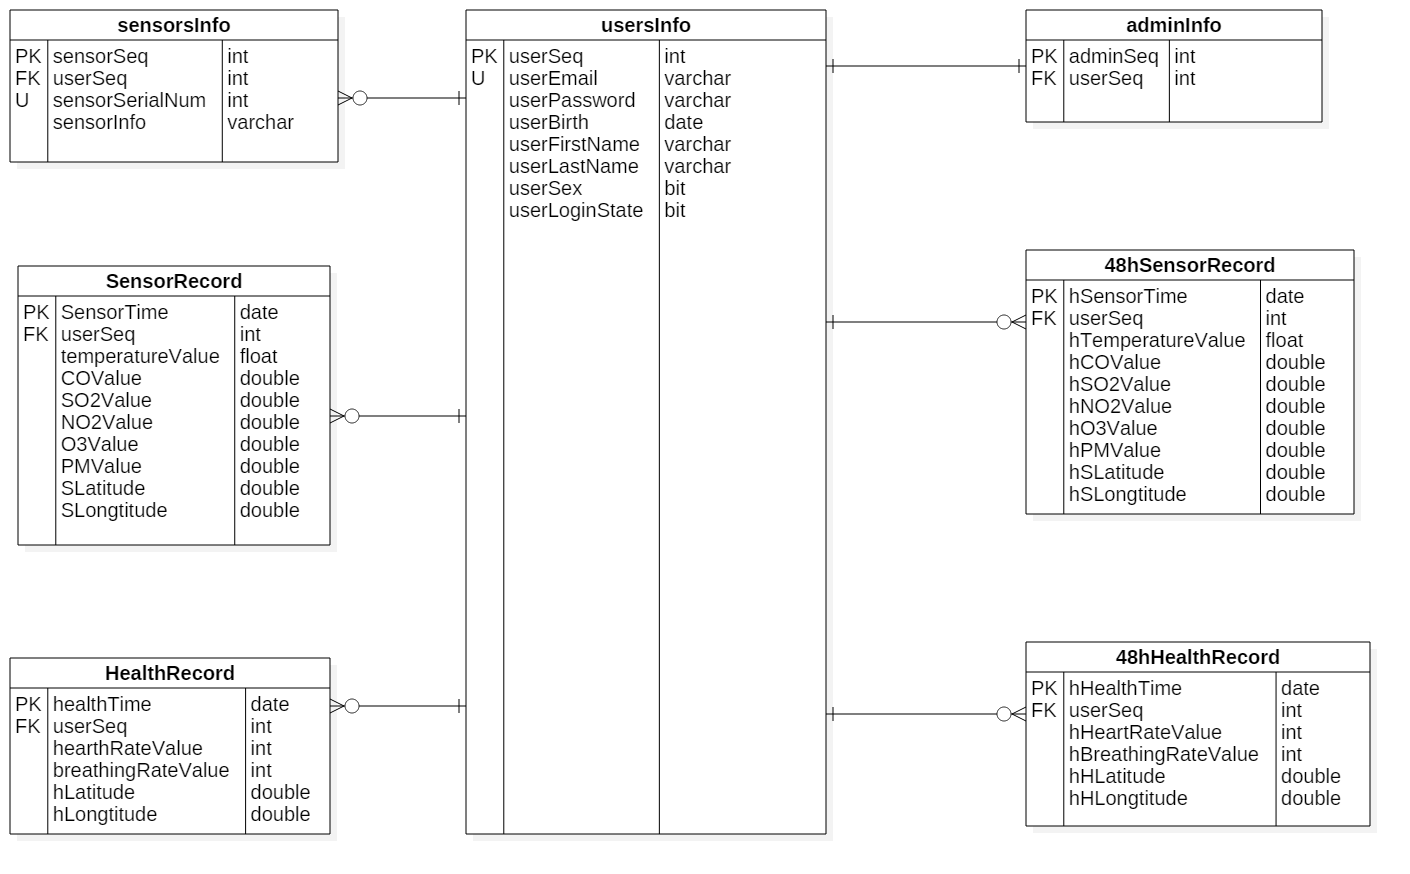 sensorsInfo
PK sensorSeq int
FK userSeq int
U sensorSerialNum int
sensorInfo varchar
usersInfo
PK userSeq int
U userEmail varchar
userPassword varchar
userBirth date
userFirstName varchar
userLastName varchar
userSex bit
userLoginState bit
adminInfo
PK adminSeq int
FK userSeq int
SensorRecord
PK SensorTime date
FK userSeq int
temperatureValue float
COValue double
SO2Value double
NO2Value double
O3Value double
PMValue double
SLatitude double
SLongtitude double
48hSensorRecord
PK hSensorTime date
FK userSeq int
hTemperatureValue float
hCOValue double
hSO2Value double
hNO2Value double
hO3Value double
hPMValue double
hSLatitude double
hSLongtitude double
HealthRecord
PK healthTime date
FK userSeq int
hearthRateValue int
breathingRateValue int
hLatitude double
hLongtitude double
48hHealthRecord
PK hHealthTime date
FK userSeq int
hHeartRateValue int
hBreathingRateValue int
hHLatitude double
hHLongtitude double